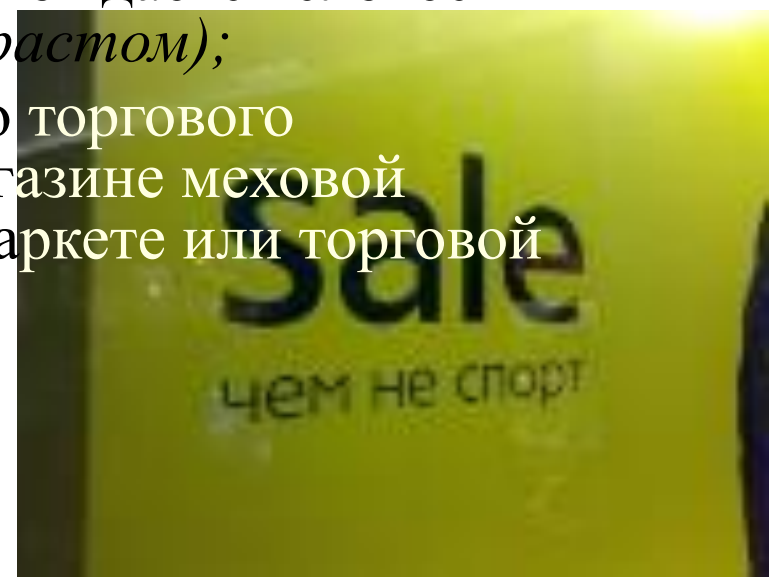 растом);
торгового
газине меховой
аркете или торговой
Sale
чем не спорт